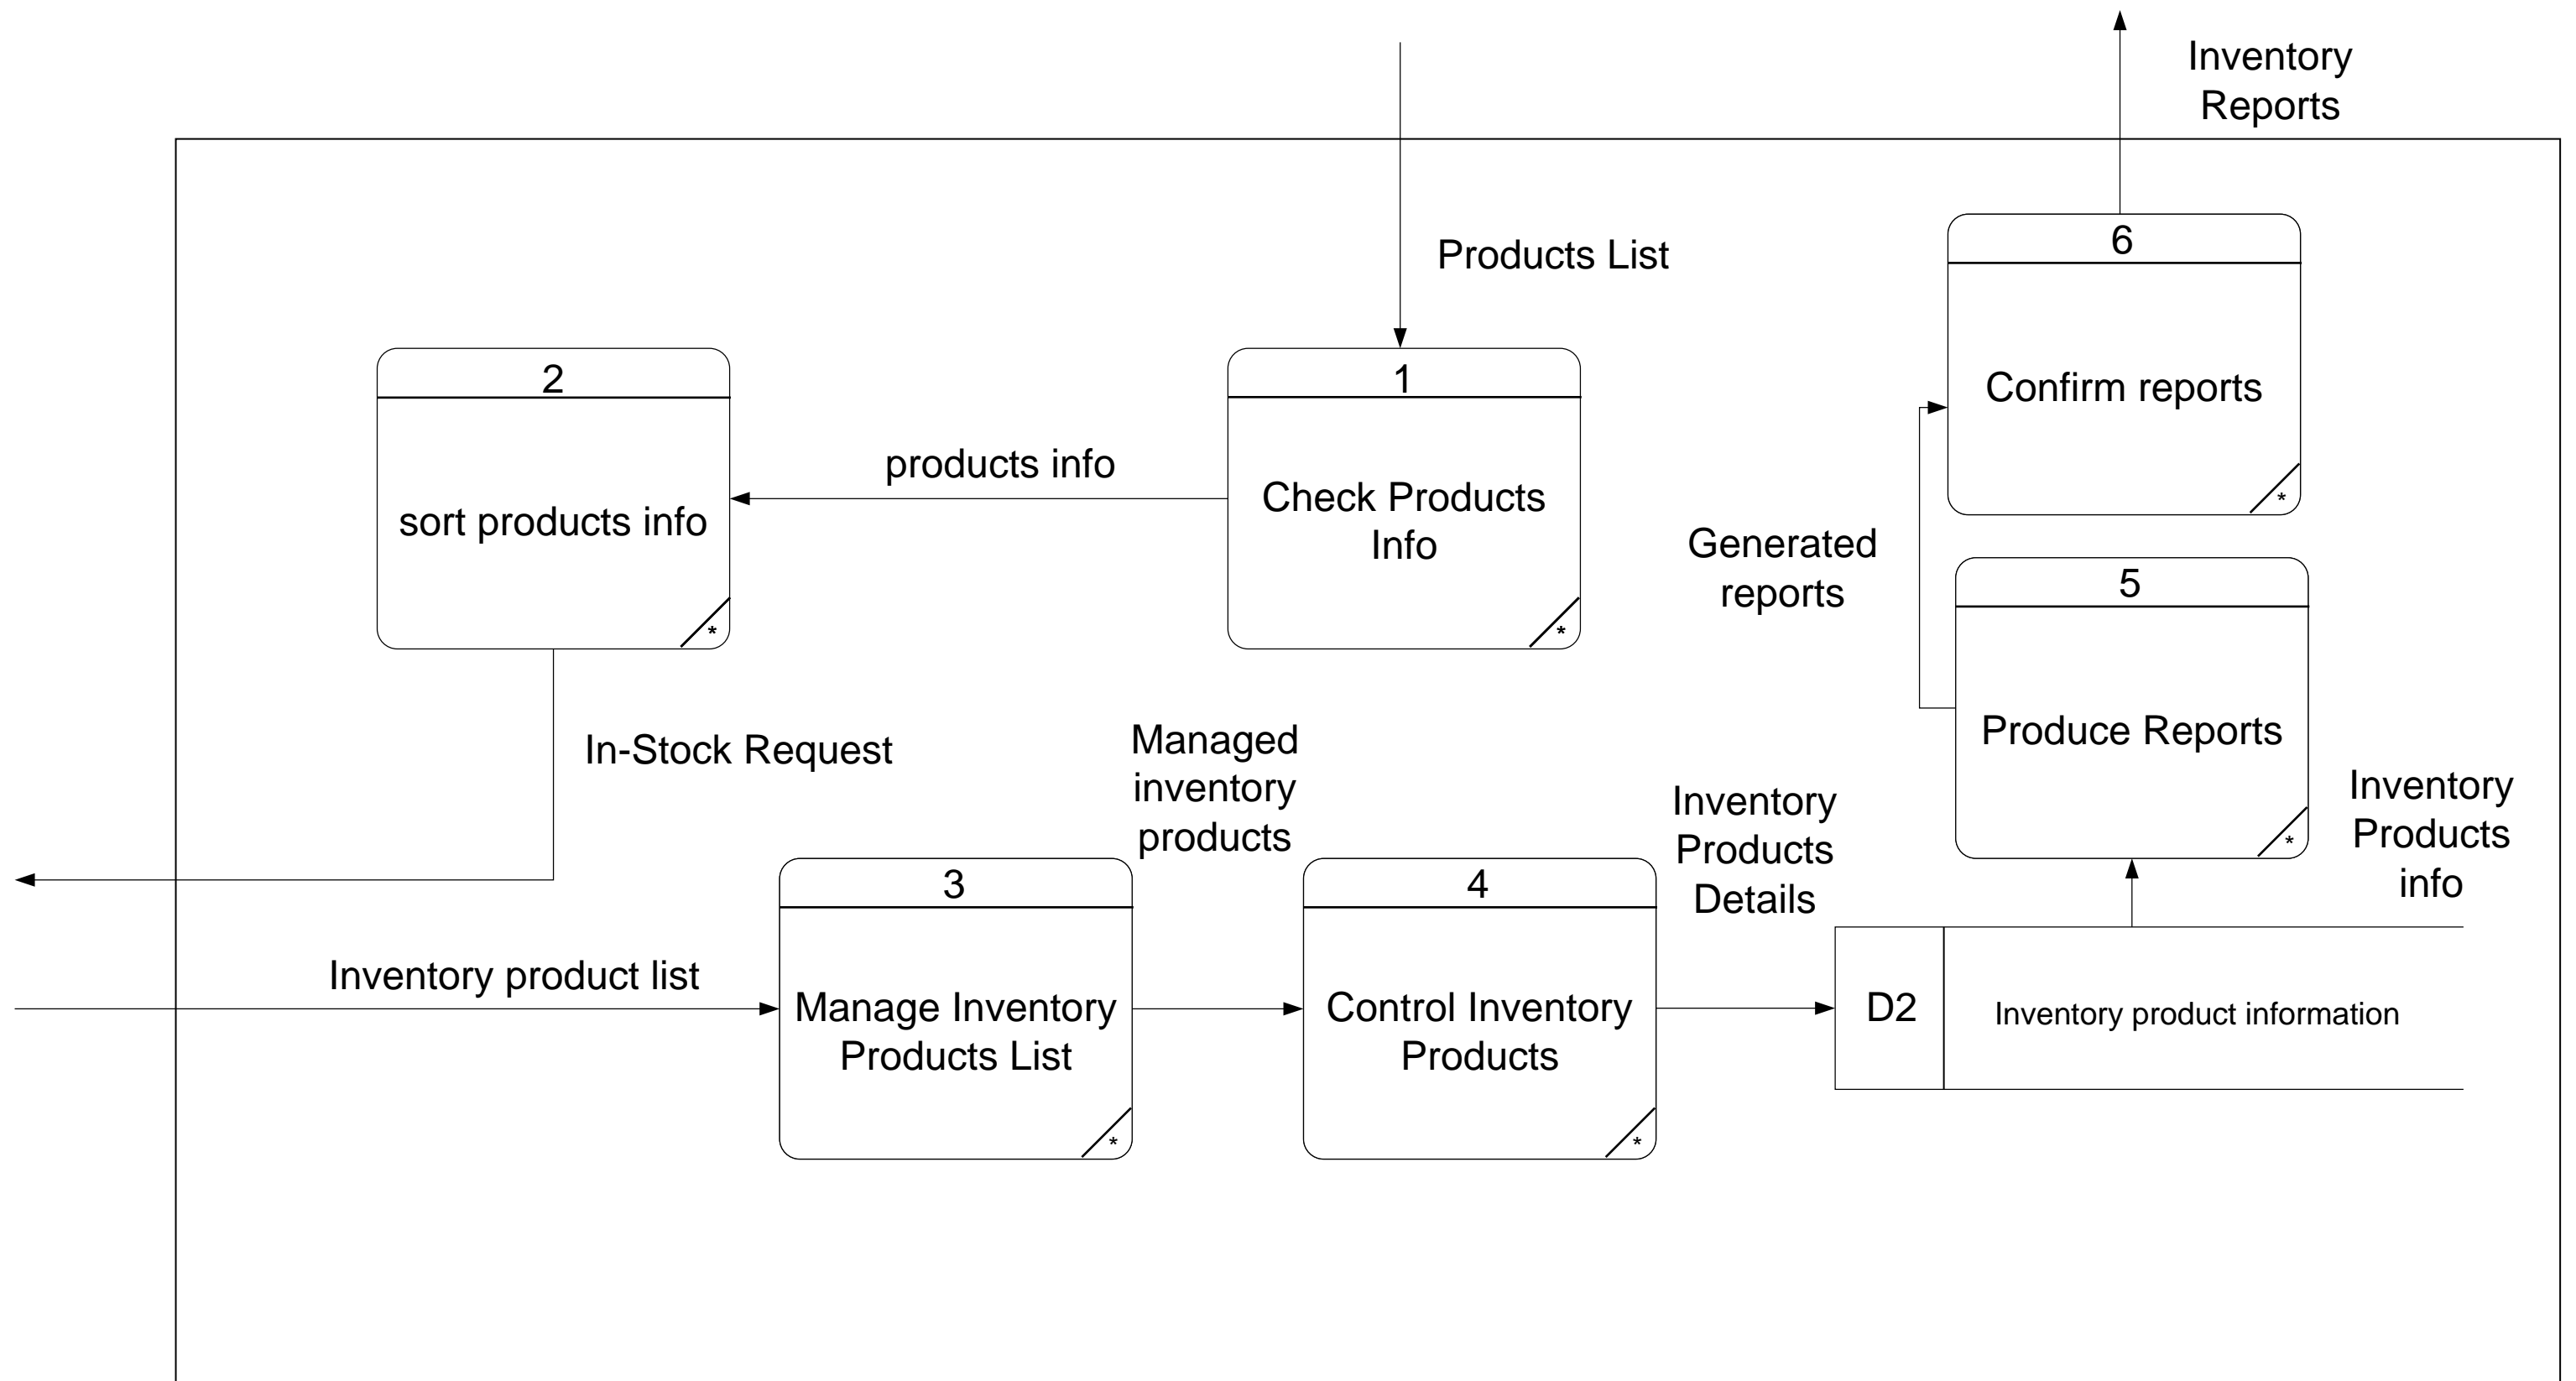 Inventory
Reports
Products List
6
Confirm reports
*
2
sort products info
*
products info
1
Check Products
Info
*
Generated
reports
5
Produce Reports
*
In-Stock Request
Managed
inventory
products
Inventory
Products
Details
Inventory
Products
info
Inventory product list
3
Manage Inventory
Products List
*
4
Control Inventory
Products
*
D2
Inventory product information